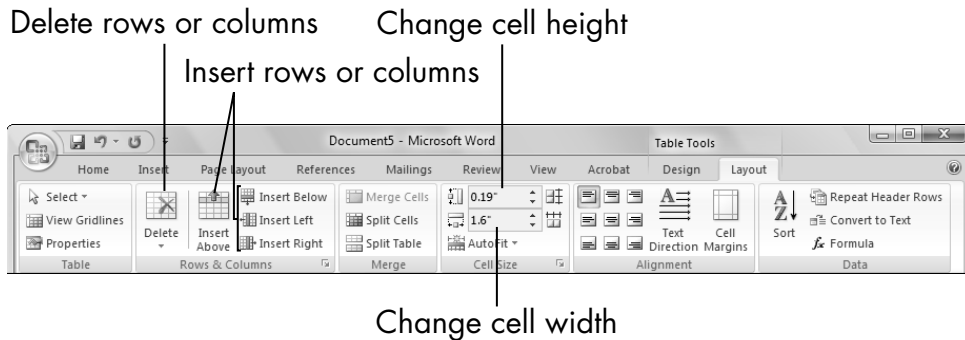 Delete rows or columns
Change cell height
Insert rows or columns
Document5 - Microsoft Word
Table Tools
Home Insert Page Layout References Mailings Review View Acrobat Design Layout
Select
View Gridlines
Properties
Table
Delete
Insert Above
Insert Below
Insert Left
Insert Right
Rows & Columns
Merge Cells
Split Cells
Split Table
Merge
0.19"
1.6"
AutoFit
Cell Size
Text Direction
Cell Margins
Alignment
A
Z
Sort
Repeat Header Rows
Convert to Text
fx Formula
Data
Change cell width